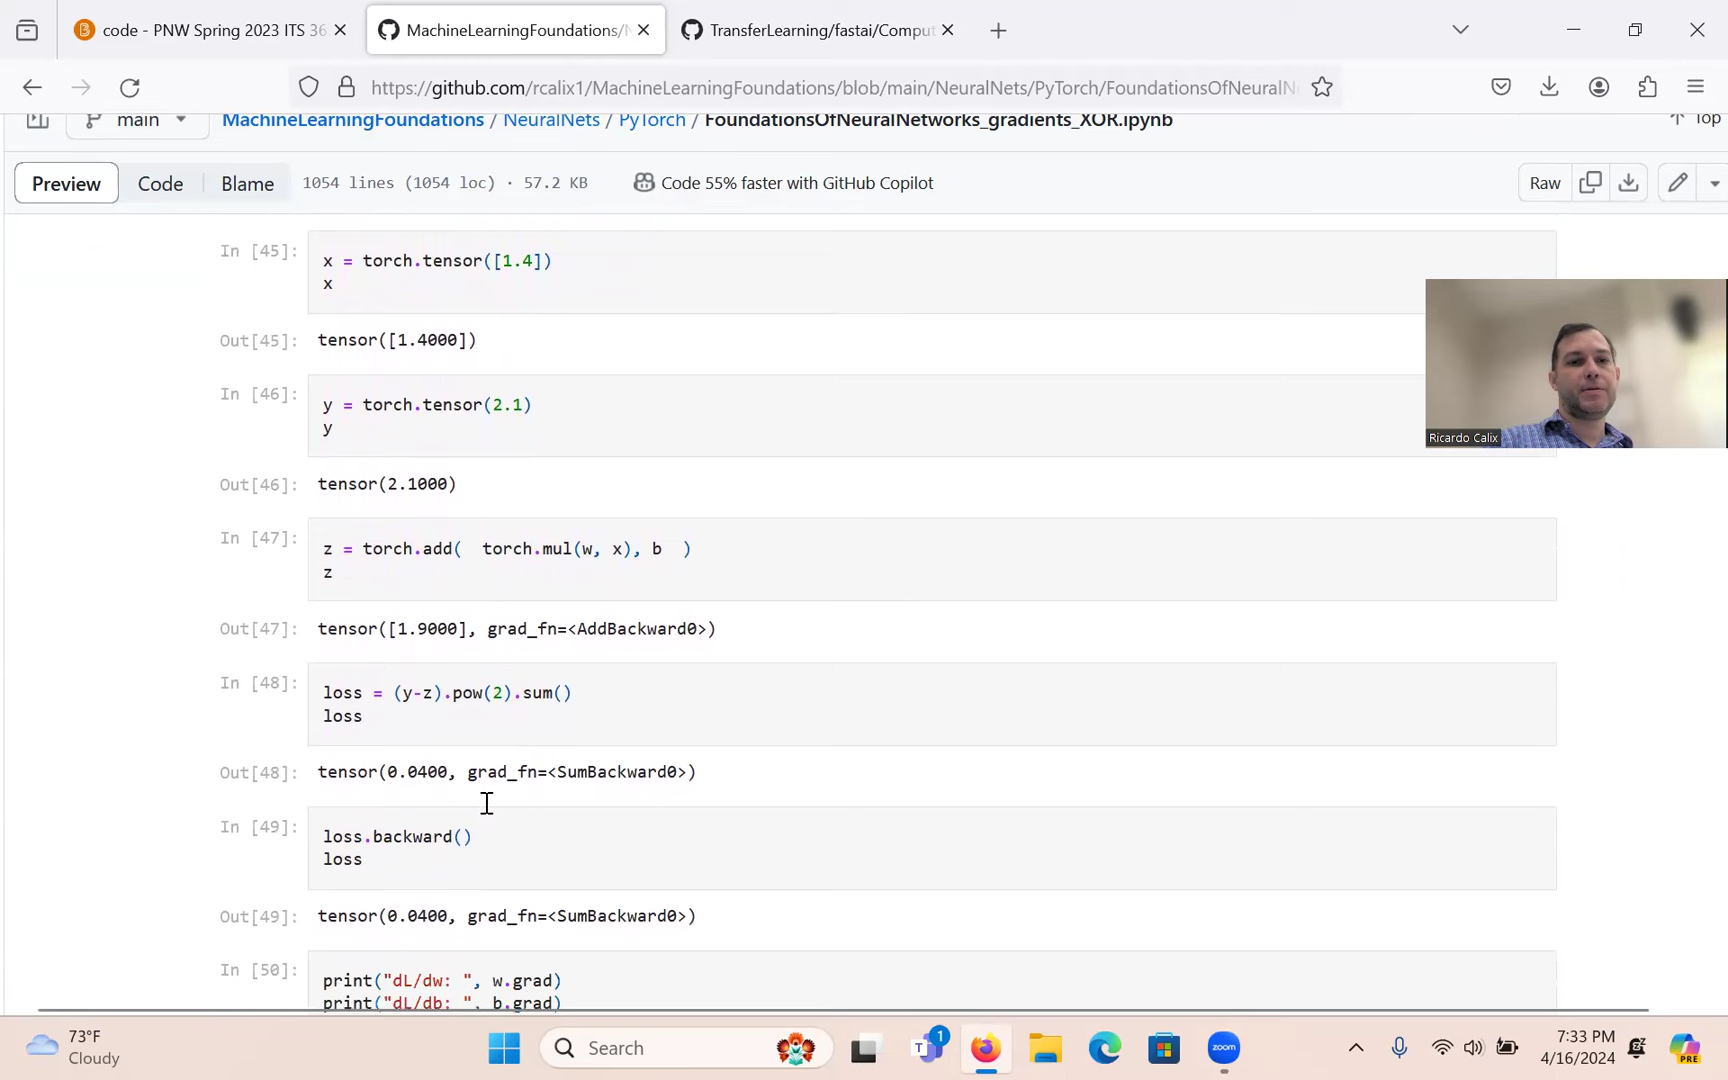 code - PNW Spring 2023 ITS 36
MachineLearningFoundations/N
TransferLearning/fastai/Comput
https://github.com/rcalix1/MachineLearningFoundations/blob/main/NeuralNets/PyTorch/FoundationsOfNeuralN
main
MachineLearningFoundations / NeuralNets / PyTorch / FoundationsOfNeuralNetworks_gradients_XOR.ipynb
Top
Preview
Code
Blame
1054 lines (1054 loc) · 57.2 KB
Code 55% faster with GitHub Copilot
Raw
In [45]:
x = torch.tensor([1.4])
x
Out[45]:
tensor([1.4000])
In [46]:
y = torch.tensor(2.1)
y
Ricardo Calix
Out[46]:
tensor(2.1000)
In [47]:
z = torch.add(  torch.mul(w, x), b  )
z
Out[47]:
tensor([1.9000], grad_fn=<AddBackward0>)
In [48]:
loss = (y-z).pow(2).sum()
loss
Out[48]:
tensor(0.0400, grad_fn=<SumBackward0>)
In [49]:
loss.backward()
loss
Out[49]:
tensor(0.0400, grad_fn=<SumBackward0>)
In [50]:
print("dL/dw: ", w.grad)
print("dL/db: ", b.grad)
73°F
Cloudy
Search
1
T
zoom
7:33 PM
4/16/2024
PRE